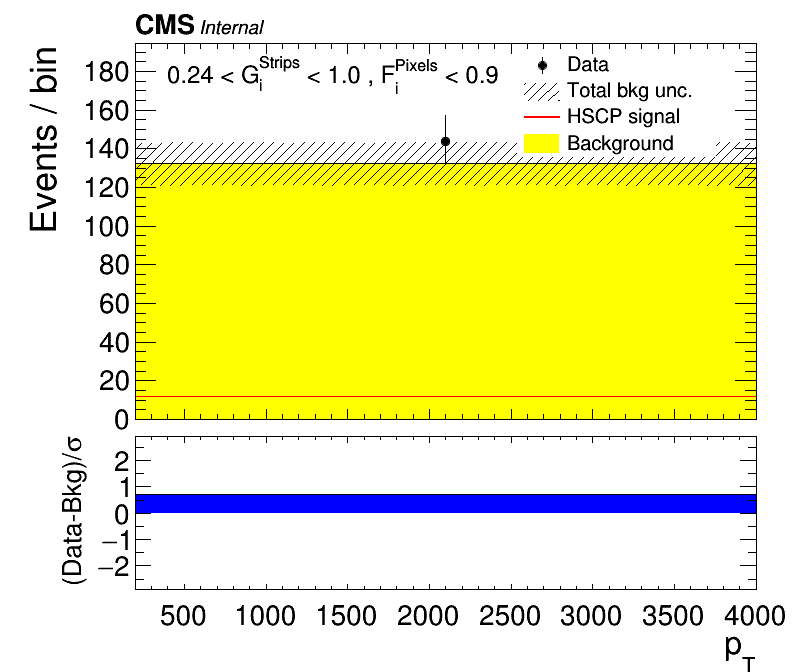 CMS Internal
Events / bin
180
160
140
120
100
80
60
40
20
0
0.24 < G_i^Strips < 1.0 , F_i^Pixels < 0.9
Data
Total bkg unc.
HSCP signal
Background
(Data-Bkg)/σ
2
1
0
−1
−2
500 1000 1500 2000 2500 3000 3500 4000
p_T